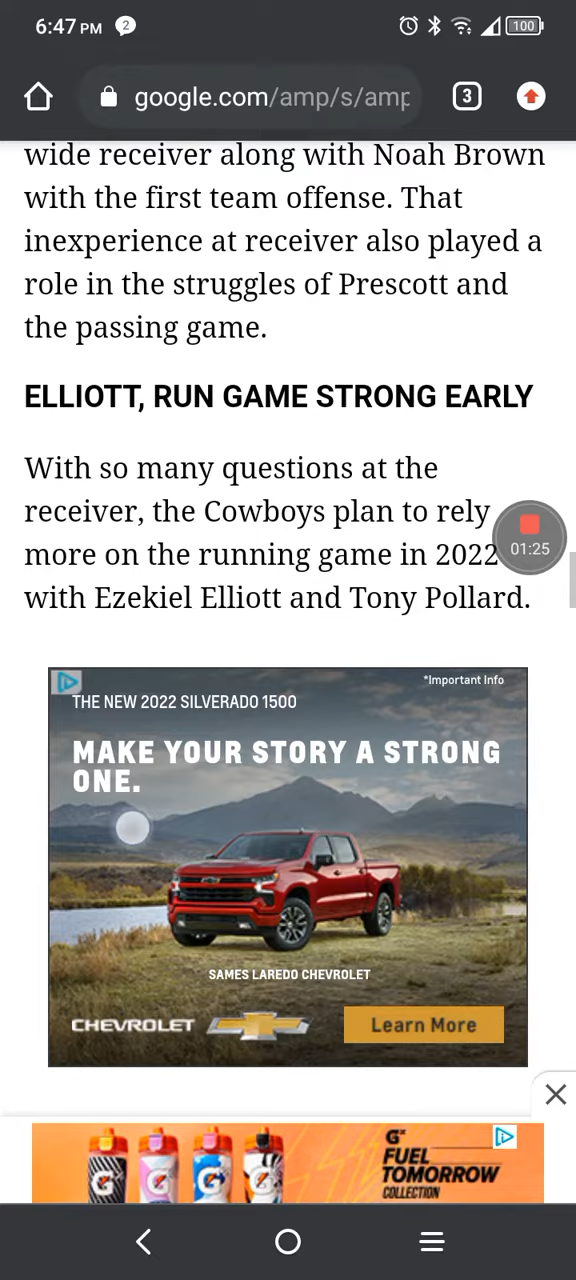 6:47 PM 2 100
google.com/amp/s/amp 3
wide receiver along with Noah Brown
with the first team offense. That
inexperience at receiver also played a
role in the struggles of Prescott and
the passing game.
ELLIOTT, RUN GAME STRONG EARLY
With so many questions at the
receiver, the Cowboys plan to rely
more on the running game in 2022
with Ezekiel Elliott and Tony Pollard.
01:25
*Important Info
THE NEW 2022 SILVERADO 1500
MAKE YOUR STORY A STRONG
ONE.
SAMES LAREDO CHEVROLET
CHEVROLET Learn More
Gx
FUEL
TOMORROW
COLLECTION
G G G G